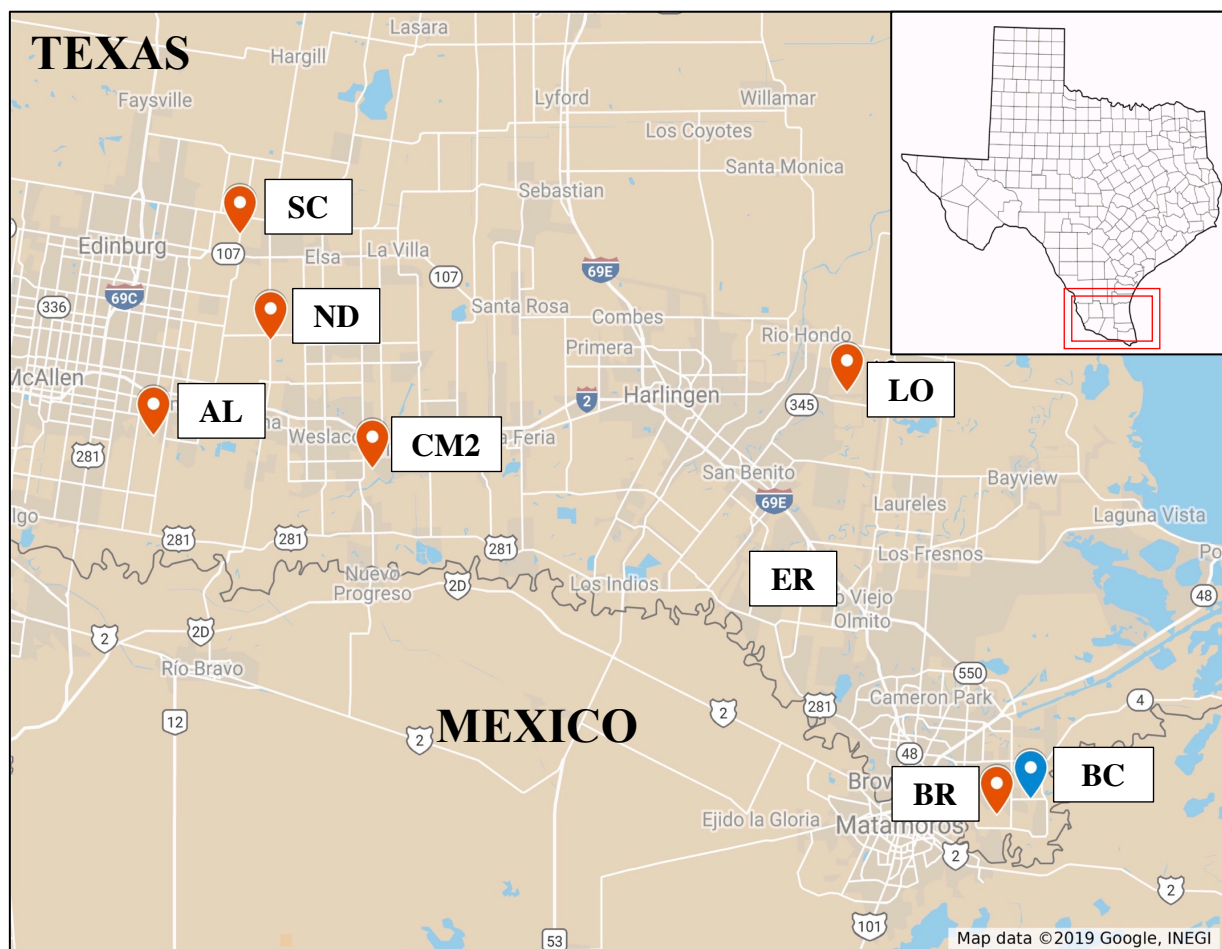 TEXAS
Lasara
Hargill
Faysville
Lyford
Willamar
Los Coyotes
Santa Monica
Sebastian
SC
Edinburg
107
Elsa
La Villa
107
69E
69C
336
ND
Santa Rosa
Combes
Primera
Rio Hondo
McAllen
AL
2
Harlingen
345
LO
Weslaco
CM2
Feria
281
San Benito
69E
Bayview
Laureles
Laguna Vista
281
281
281
Los Fresnos
Nuevo
Progreso
2D
Los Indios
ER
Viejo
Olmito
48
2
2D
Río Bravo
550
Cameron Park
281
4
12
MEXICO
2
2
48
BR
BC
Ejido la Gloria
Matamoros
2
2
101
53
Map data ©2019 Google, INEGI